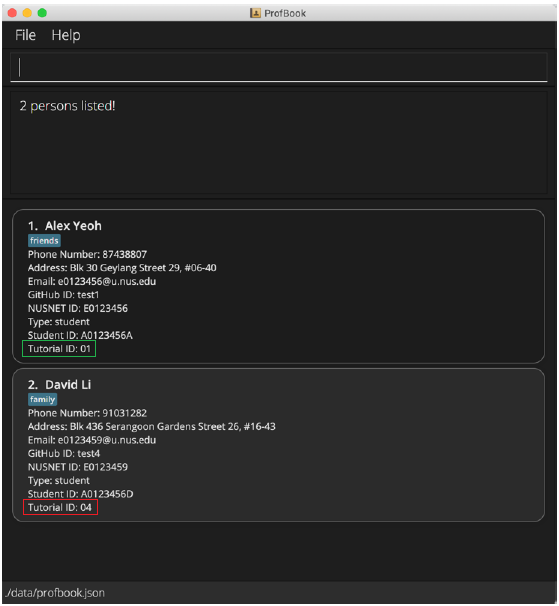 ProfBook
File Help
2 persons listed!
1. Alex Yeoh
friends
Phone Number: 87438807
Address: Blk 30 Geylang Street 29, #06-40
Email: e0123456@u.nus.edu
GitHub ID: test1
NUSNET ID: E0123456
Type: student
Student ID: A0123456A
Tutorial ID: 01
2. David Li
family
Phone Number: 91031282
Address: Blk 436 Serangoon Gardens Street 26, #16-43
Email: e0123459@u.nus.edu
GitHub ID: test4
NUSNET ID: E0123459
Type: student
Student ID: A0123456D
Tutorial ID: 04
./data/profbook.json